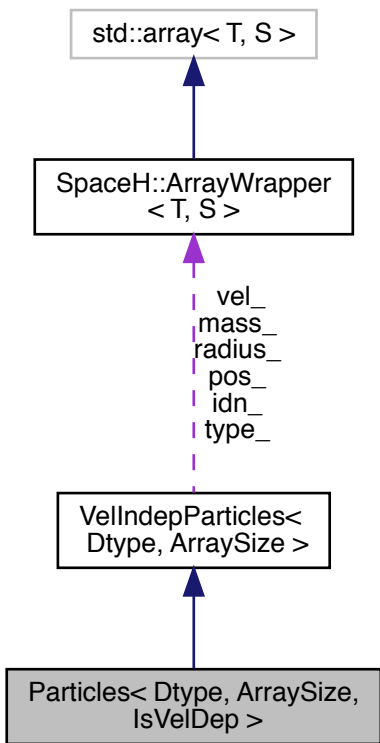 std::array< T, S >
SpaceH::ArrayWrapper
< T, S >
vel_
mass_
radius_
pos_
idn_
type_
VelIndepParticles<
Dtype, ArraySize >
Particles< Dtype, ArraySize,
IsVelDep >